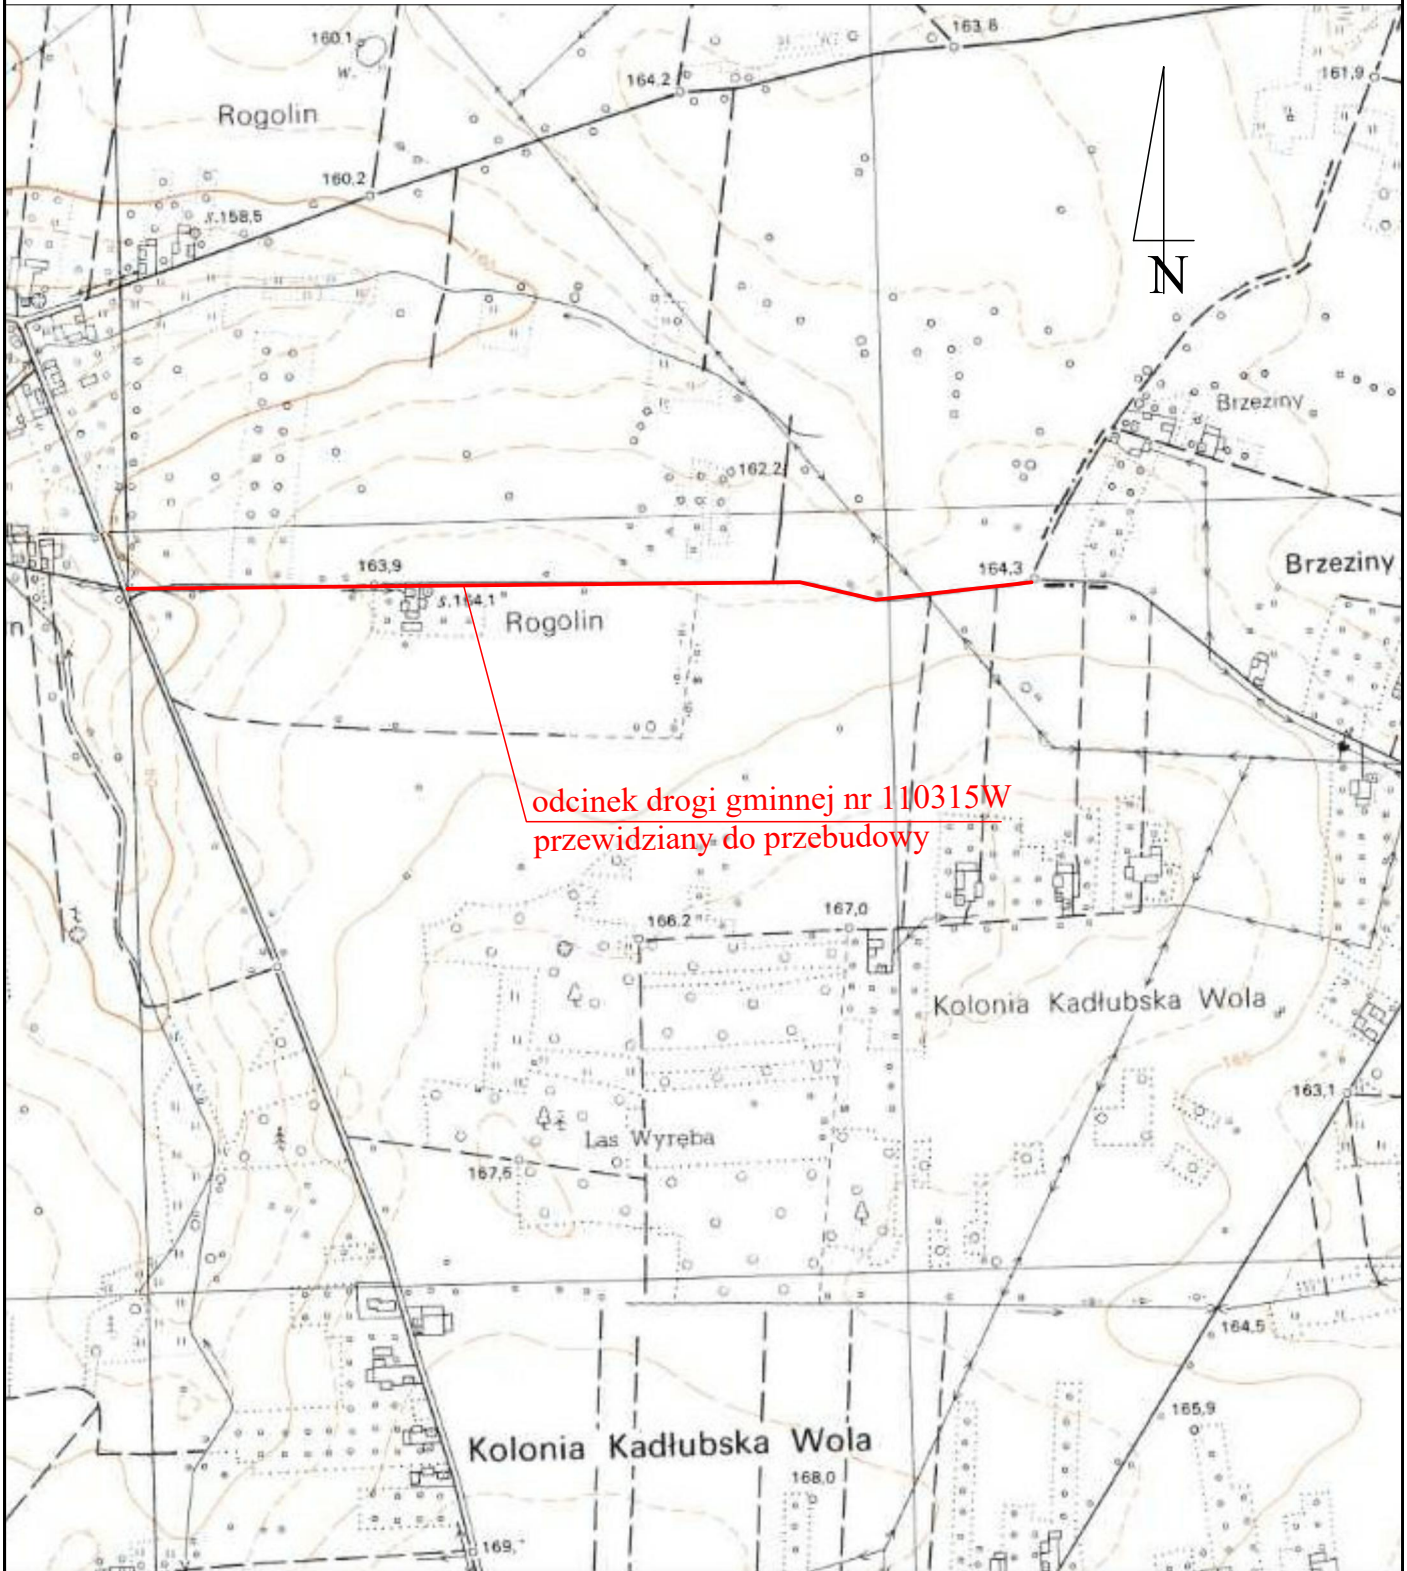 160.1
w.
163,8
164.2
161,9
Rogolin
160.2
s.158,5
N
Brzeziny
162.2
163,9
164,3
Brzeziny
s.164,1
Rogolin
odcinek drogi gminnej nr 110315W
przewidziany do przebudowy
166.2
167,0
Kolonia Kadłubska Wola
165
163,1
Las Wyręba
167,5
164,5
165,9
Kolonia Kadłubska Wola
168,0
169,